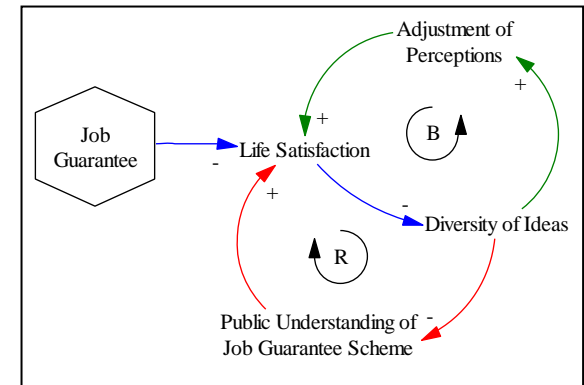 Adjustment of
Perceptions
+
Job
Guarantee
-
+
Life Satisfaction
B
+
-
Diversity of Ideas
R
-
Public Understanding of
Job Guarantee Scheme